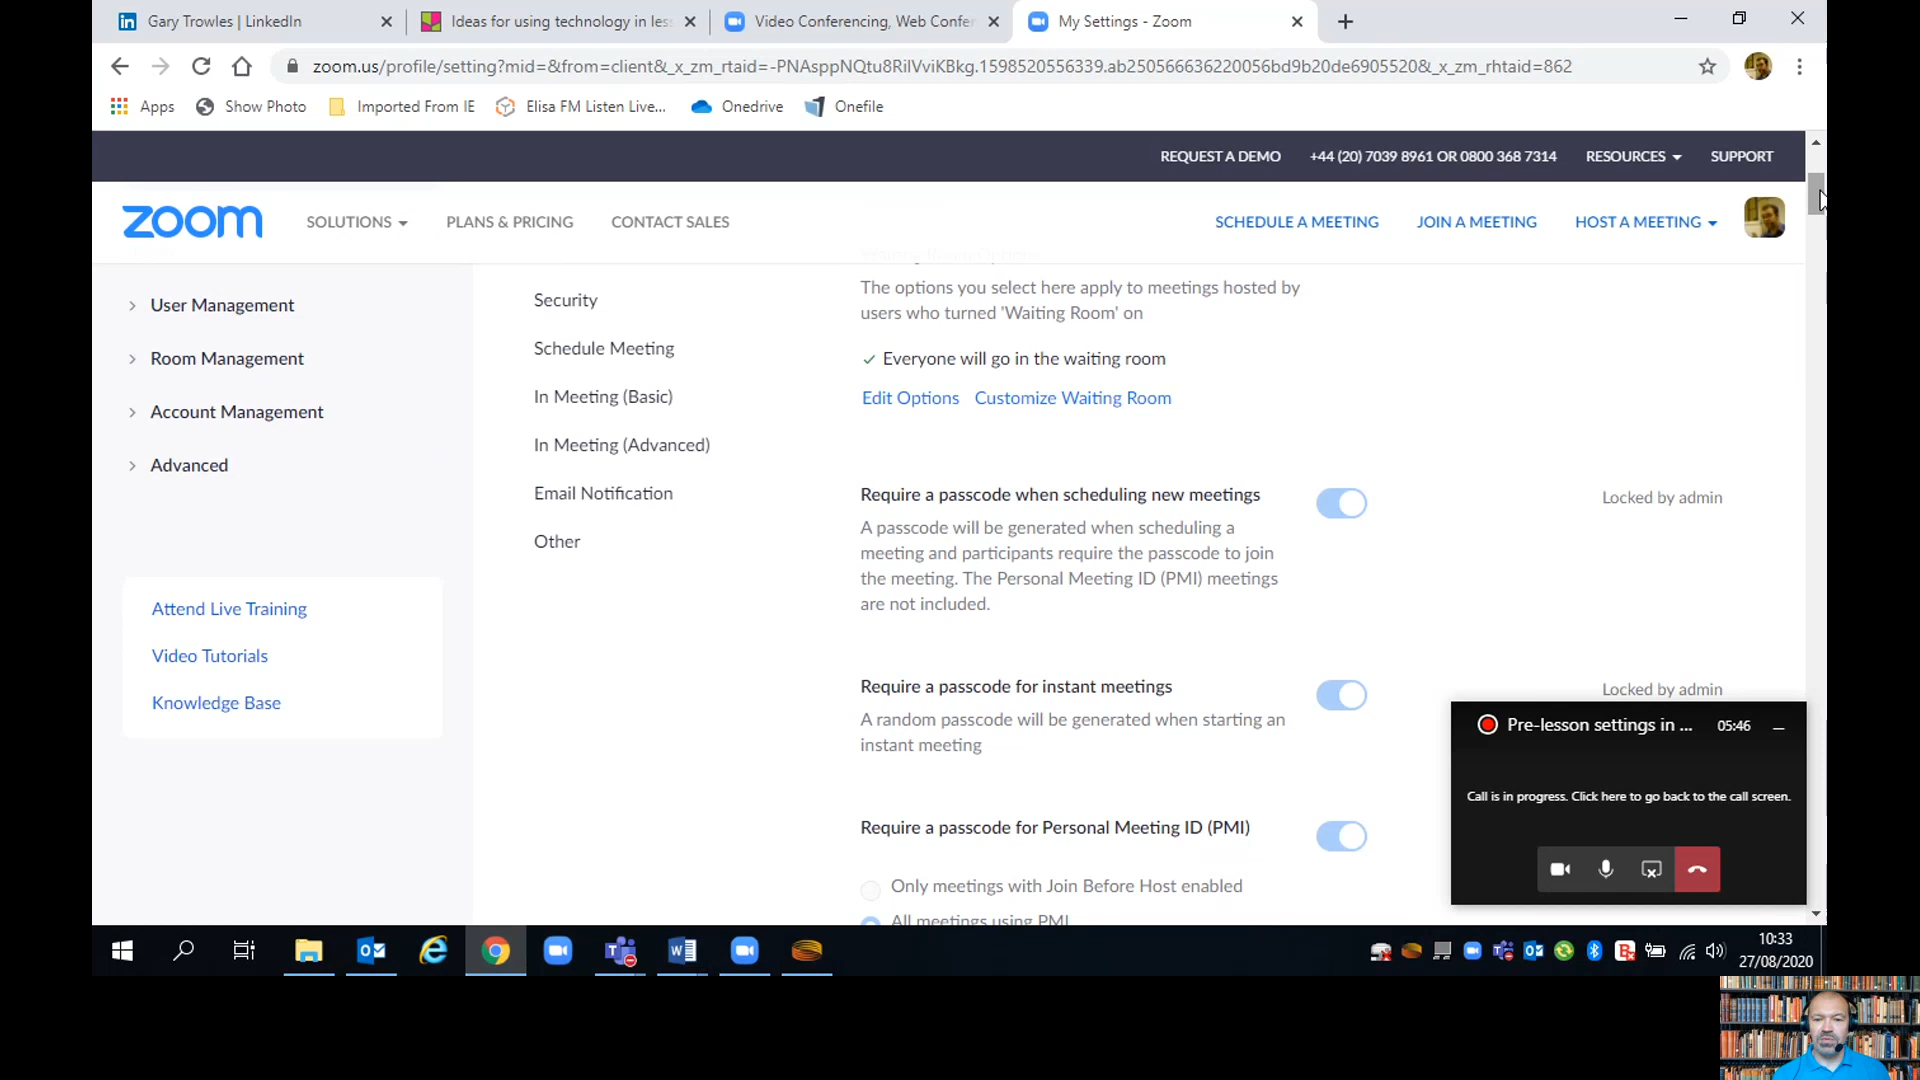 Gary Trowles | LinkedIn
Ideas for using technology in les
Video Conferencing, Web Confer
My Settings - Zoom
zoom.us/profile/setting?mid=&from=client&_x_zm_rtaid=-PNAsppNQtu8RiIVviKBkg.1598520556339.ab250566636220056bd9b20de6905520&_x_zm_rhtaid=862
Apps
Show Photo
Imported From IE
Elisa FM Listen Live...
Onedrive
Onefile
REQUEST A DEMO
+44 (20) 7039 8961 OR 0800 368 7314
RESOURCES
SUPPORT
zoom
SOLUTIONS
PLANS & PRICING
CONTACT SALES
SCHEDULE A MEETING
JOIN A MEETING
HOST A MEETING
User Management
Room Management
Account Management
Advanced
Attend Live Training
Video Tutorials
Knowledge Base
Security
Schedule Meeting
In Meeting (Basic)
In Meeting (Advanced)
Email Notification
Other
The options you select here apply to meetings hosted by
users who turned 'Waiting Room' on
Everyone will go in the waiting room
Edit Options
Customize Waiting Room
Require a passcode when scheduling new meetings
Locked by admin
A passcode will be generated when scheduling a
meeting and participants require the passcode to join
the meeting. The Personal Meeting ID (PMI) meetings
are not included.
Require a passcode for instant meetings
Locked by admin
A random passcode will be generated when starting an
instant meeting
Require a passcode for Personal Meeting ID (PMI)
Only meetings with Join Before Host enabled
All meetings using PMI
Pre-lesson settings in ...
05:46
Call is in progress. Click here to go back to the call screen.
10:33
27/08/2020